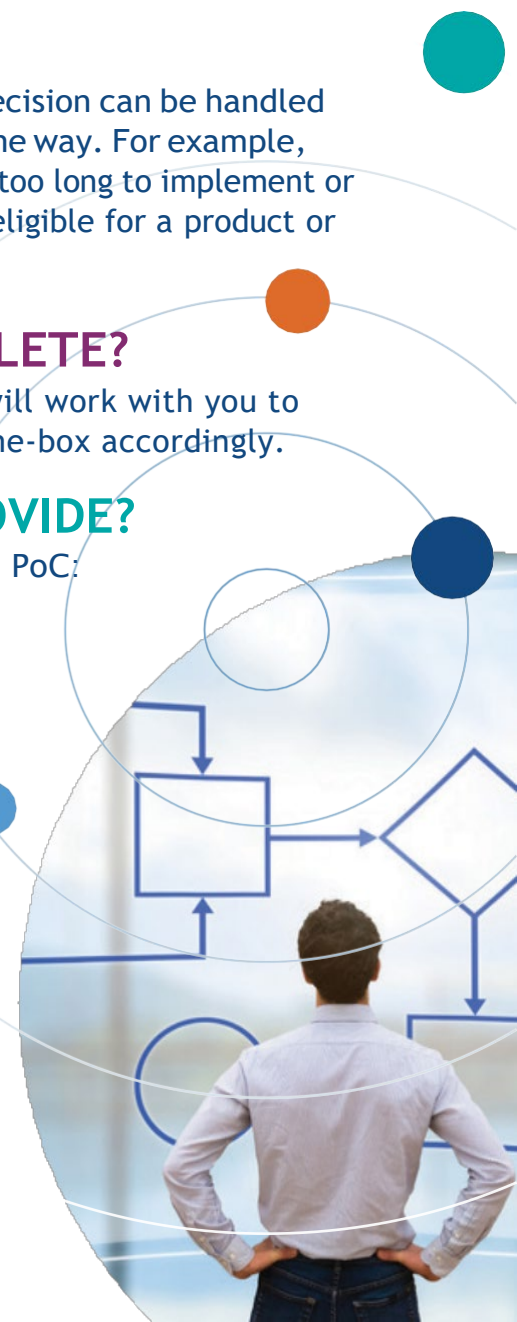 ecision can be handled
ne way. For example,
too long to implement or
eligible for a product or
LETE?
will work with you to
ne-box accordingly.
OVIDE?
PoC: